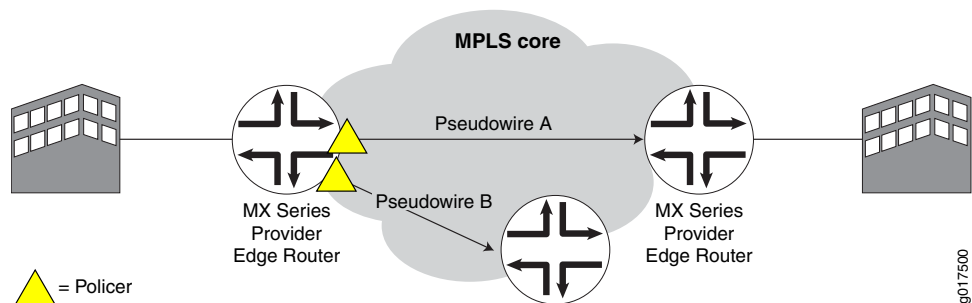 MPLS core
Pseudowire A
Pseudowire B
MX Series
Provider
Edge Router
MX Series
Provider
Edge Router
= Policer
g017500